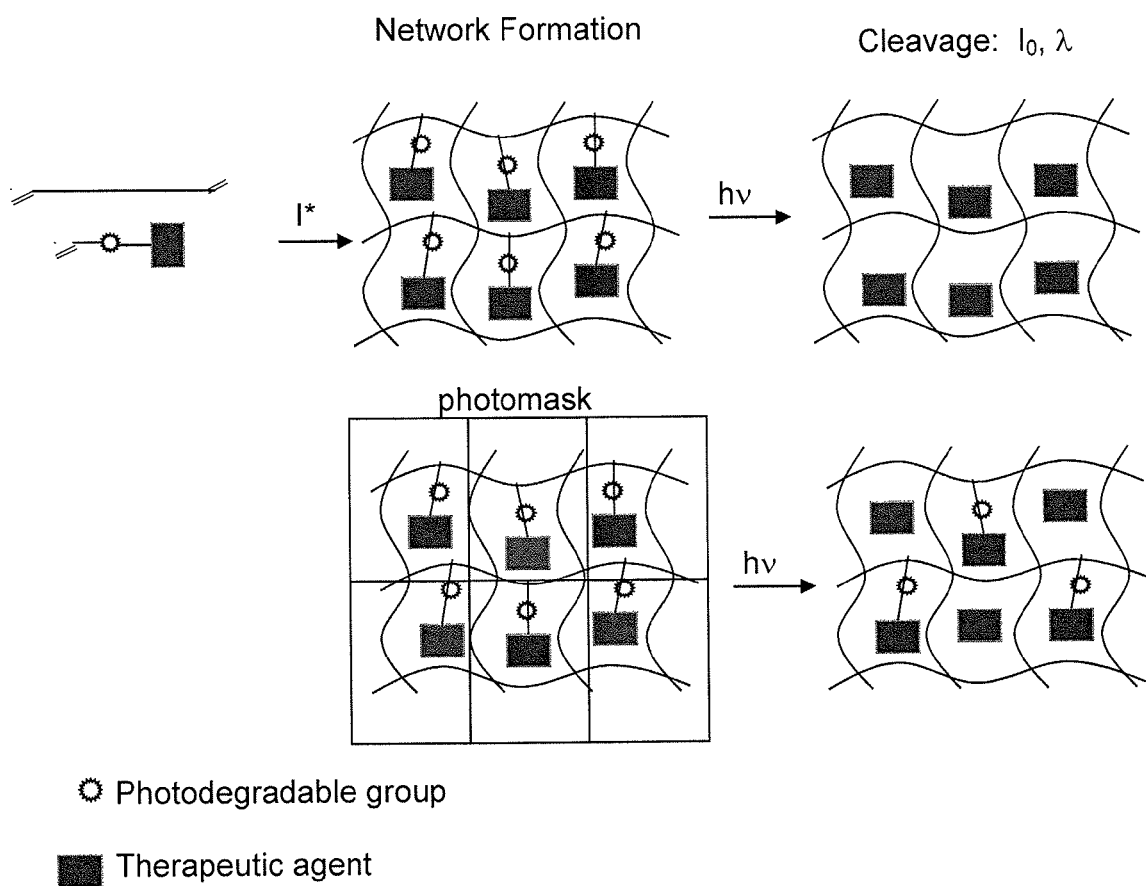 Network Formation
Cleavage: I₀, λ
I*
hν
photomask
hν
Photodegradable group
Therapeutic agent